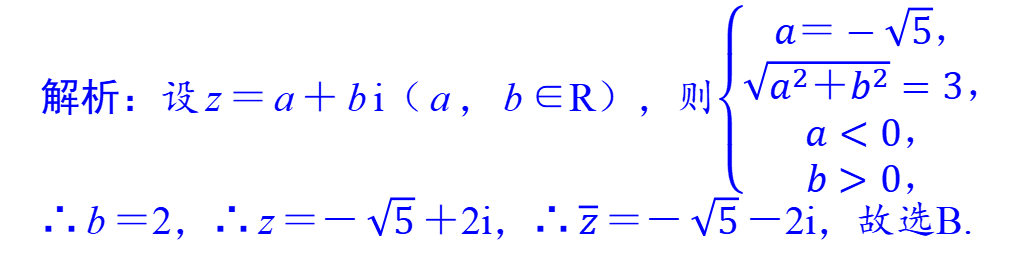 解析：设z＝a＋bi（a，b∈R），则{a＝－√5，
√(a²＋b²)＝3，
a＜0，
b＞0，
∴b＝2，∴z＝－√5＋2i，∴z̅＝－√5－2i，故选B.